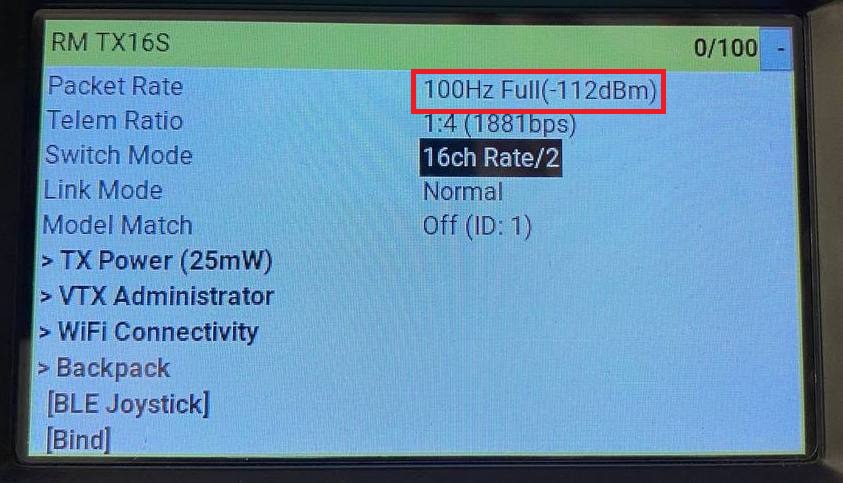 RM TX16S 0/100 -
Packet Rate 100Hz Full(-112dBm)
Telem Ratio 1:4 (1881bps)
Switch Mode 16ch Rate/2
Link Mode Normal
Model Match Off (ID: 1)
> TX Power (25mW)
> VTX Administrator
> WiFi Connectivity
> Backpack
[BLE Joystick]
[Bind]